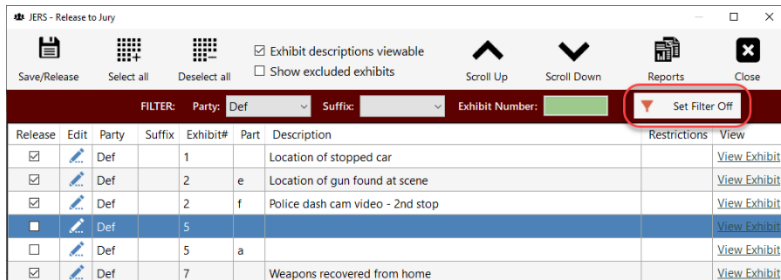 JERS - Release to Jury
Save/Release Select all Deselect all Exhibit descriptions viewable Scroll Up Scroll Down Reports Close
Show excluded exhibits
FILTER: Party: Def Suffix: Exhibit Number: Set Filter Off
Release Edit Party Suffix Exhibit# Part Description Restrictions View
Def 1 Location of stopped car View Exhibit
Def 2 e Location of gun found at scene View Exhibit
Def 2 f Police dash cam video - 2nd stop View Exhibit
Def 5 View Exhibit
Def 5 a View Exhibit
Def 7 Weapons recovered from home View Exhibit